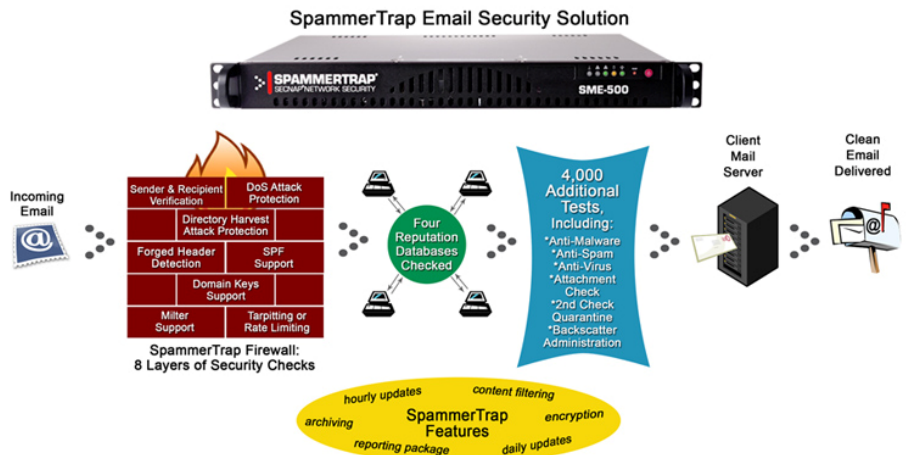 SpammerTrap Email Security Solution
SPAMMERTRAP®
SECNAP® NETWORK SECURITY
SME-500
Incoming
Email
@
Sender & Recipient
Verification
DoS Attack
Protection
Directory Harvest
Attack Protection
Forged Header
Detection
SPF
Support
Domain Keys
Support
Milter
Support
Tarpitting or
Rate Limiting
SpammerTrap Firewall:
8 Layers of Security Checks
Four
Reputation
Databases
Checked
4,000
Additional
Tests,
Including:
*Anti-Malware
*Anti-Spam
*Anti-Virus
*Attachment
Check
*2nd Check
Quarantine
*Backscatter
Administration
Client
Mail
Server
Clean
Email
Delivered
@
hourly updates
content filtering
archiving
SpammerTrap
Features
encryption
reporting package
daily updates